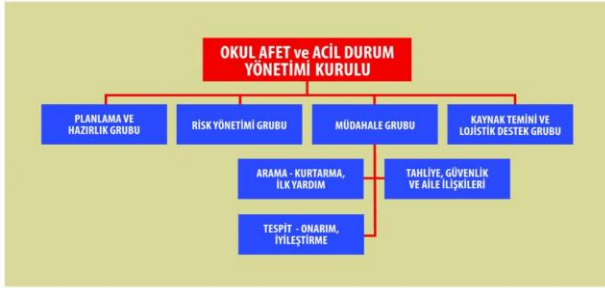 OKUL AFET ve ACİL DURUM
YÖNETİMİ KURULU
PLANLAMA VE
HAZIRLIK GRUBU
RİSK YÖNETİMİ GRUBU
MÜDAHALE GRUBU
KAYNAK TEMİNİ VE
LOJİSTİK DESTEK GRUBU
ARAMA - KURTARMA,
İLK YARDIM
TAHLİYE, GÜVENLİK
VE AİLE İLİŞKİLERİ
TESPİT - ONARIM,
İYİLEŞTİRME